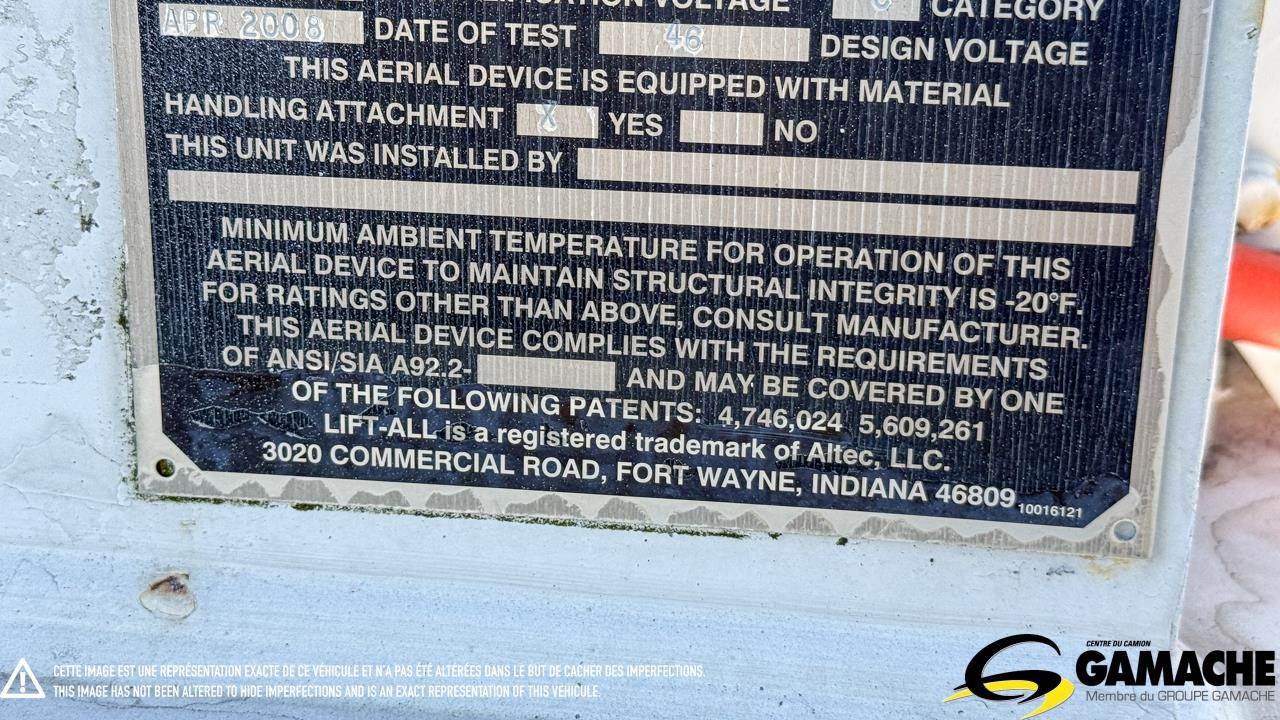 VOLTAGE C CATEGORY
APR 2008 DATE OF TEST 46 DESIGN VOLTAGE
THIS AERIAL DEVICE IS EQUIPPED WITH MATERIAL
HANDLING ATTACHMENT X YES NO
THIS UNIT WAS INSTALLED BY
MINIMUM AMBIENT TEMPERATURE FOR OPERATION OF THIS
AERIAL DEVICE TO MAINTAIN STRUCTURAL INTEGRITY IS -20°F.
FOR RATINGS OTHER THAN ABOVE, CONSULT MANUFACTURER.
THIS AERIAL DEVICE COMPLIES WITH THE REQUIREMENTS
OF ANSI/SIA A92.2- AND MAY BE COVERED BY ONE
OF THE FOLLOWING PATENTS: 4,746,024 5,609,261
LIFT-ALL is a registered trademark of Altec, LLC.
3020 COMMERCIAL ROAD, FORT WAYNE, INDIANA 46809
10016121
CETTE IMAGE EST UNE REPRÉSENTATION EXACTE DE CE VÉHICULE ET N'A PAS ÉTÉ ALTÉRÉES DANS LE BUT DE CACHER DES IMPERFECTIONS.
THIS IMAGE HAS NOT BEEN ALTERED TO HIDE IMPERFECTIONS AND IS AN EXACT REPRESENTATION OF THIS VEHICULE.
CENTRE DU CAMION
GAMACHE
Membre du GROUPE GAMACHE